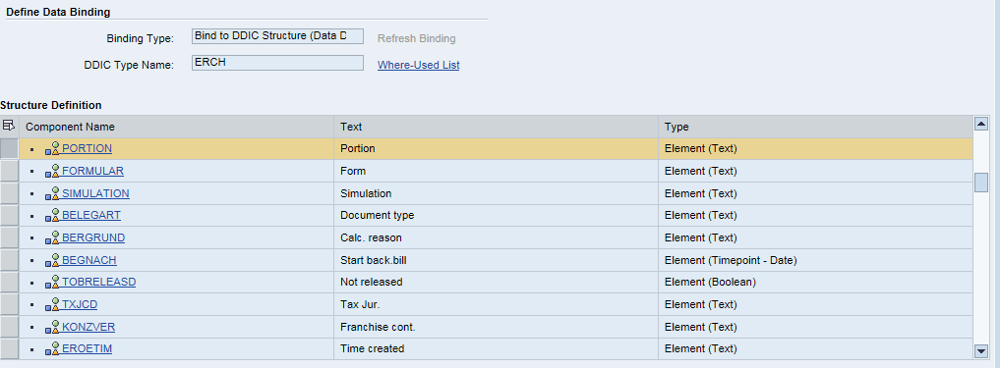 Define Data Binding
Binding Type: Bind to DDIC Structure (Data D Refresh Binding
DDIC Type Name: ERCH Where-Used List
Structure Definition
Component Name Text Type
PORTION Portion Element (Text)
FORMULAR Form Element (Text)
SIMULATION Simulation Element (Text)
BELEGART Document type Element (Text)
BERGRUND Calc. reason Element (Text)
BEGNACH Start back.bill Element (Timepoint - Date)
TOBRELEASD Not released Element (Boolean)
TXJCD Tax Jur. Element (Text)
KONZVER Franchise cont. Element (Text)
EROETIM Time created Element (Text)